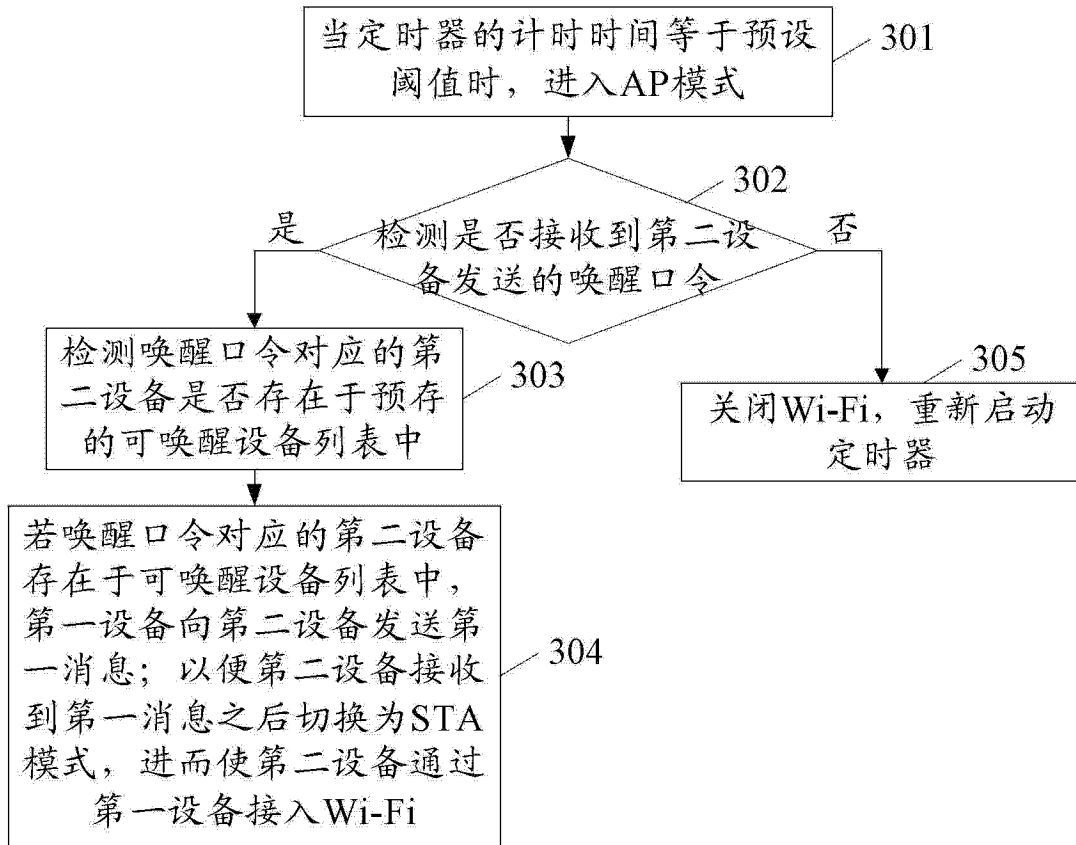 当定时器的计时时间等于预设
阈值时，进入AP模式
301
302
检测是否接收到第二设
备发送的唤醒口令
是
否
检测唤醒口令对应的第
二设备是否存在于预存
的可唤醒设备列表中
303
305
关闭Wi-Fi，重新启动
定时器
若唤醒口令对应的第二设备
存在于可唤醒设备列表中，
第一设备向第二设备发送第
一消息；以便第二设备接收
到第一消息之后切换为STA
模式，进而使第二设备通过
第一设备接入Wi-Fi
304